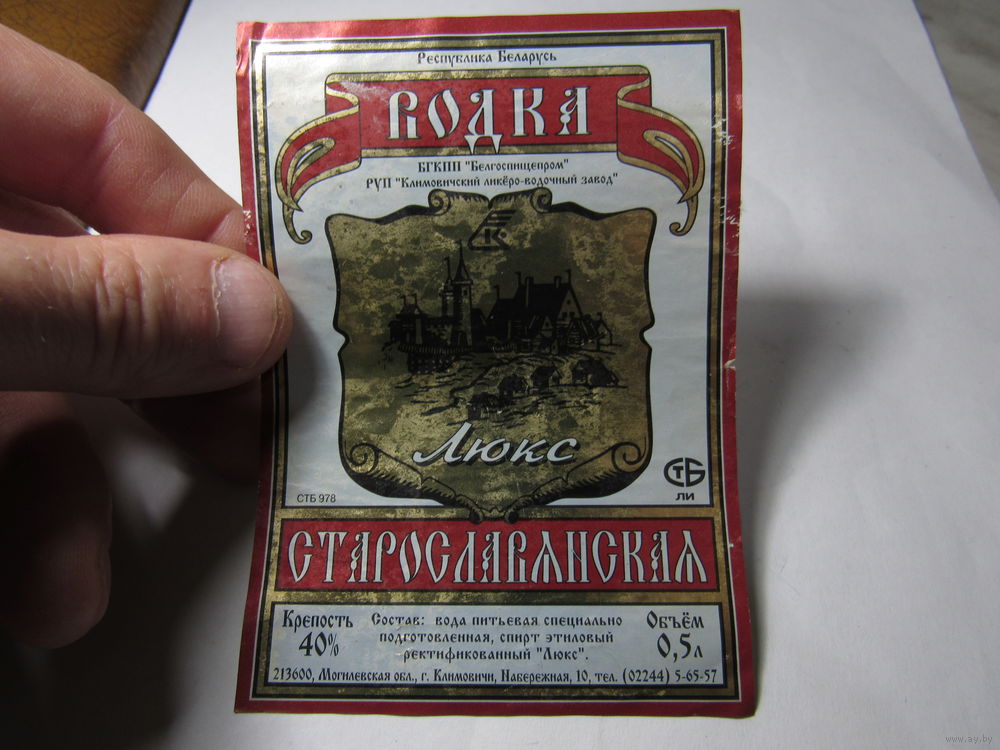 Республика Беларусь
ВОДКА
БГКПП "Белгоспищепром"
РУП "Климовичский ликёро-водочный завод"
К
Люкс
СТБ 978
СТБ
ЛИ
СТАРОСЛАВЯНСКАЯ
Крепость
40%
Состав: вода питьевая специально
подготовленная, спирт этиловый
ректификованный "Люкс".
Объём
0,5л
213600, Могилевская обл., г. Климовичи, Набережная, 10, тел. (02244) 5-65-57
www.ay.by